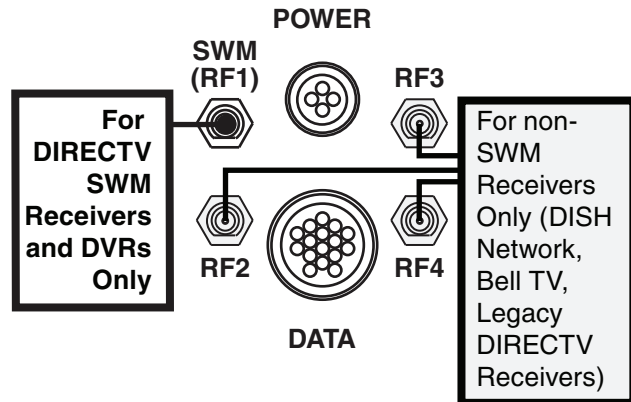 POWER
SWM
(RF1)
RF3
For
DIRECTV
SWM
Receivers
and DVRs
Only
For non-
SWM
Receivers
Only (DISH
Network,
Bell TV,
Legacy
DIRECTV
Receivers)
RF2
RF4
DATA